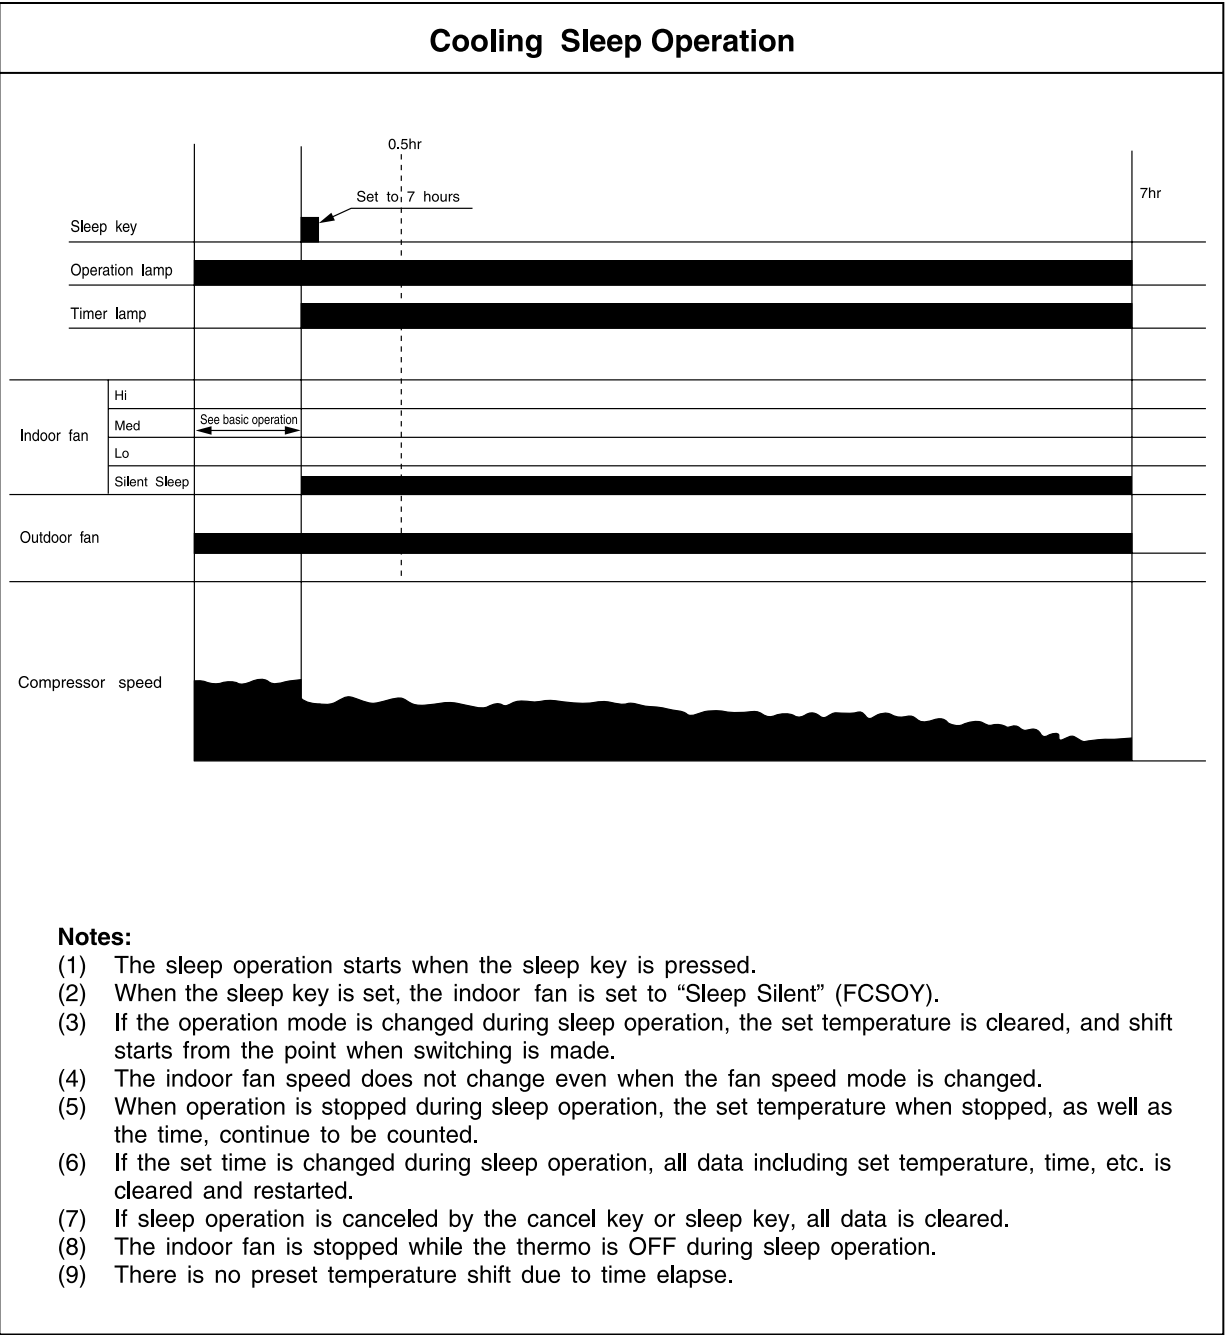 Cooling Sleep Operation
0.5hr
Set to 7 hours
7hr
Sleep key
Operation lamp
Timer lamp
Indoor fan
Hi
Med
See basic operation
Lo
Silent Sleep
Outdoor fan
Compressor speed
Notes:
(1) The sleep operation starts when the sleep key is pressed.
(2) When the sleep key is set, the indoor fan is set to “Sleep Silent” (FCSOY).
(3) If the operation mode is changed during sleep operation, the set temperature is cleared, and shift
starts from the point when switching is made.
(4) The indoor fan speed does not change even when the fan speed mode is changed.
(5) When operation is stopped during sleep operation, the set temperature when stopped, as well as
the time, continue to be counted.
(6) If the set time is changed during sleep operation, all data including set temperature, time, etc. is
cleared and restarted.
(7) If sleep operation is canceled by the cancel key or sleep key, all data is cleared.
(8) The indoor fan is stopped while the thermo is OFF during sleep operation.
(9) There is no preset temperature shift due to time elapse.